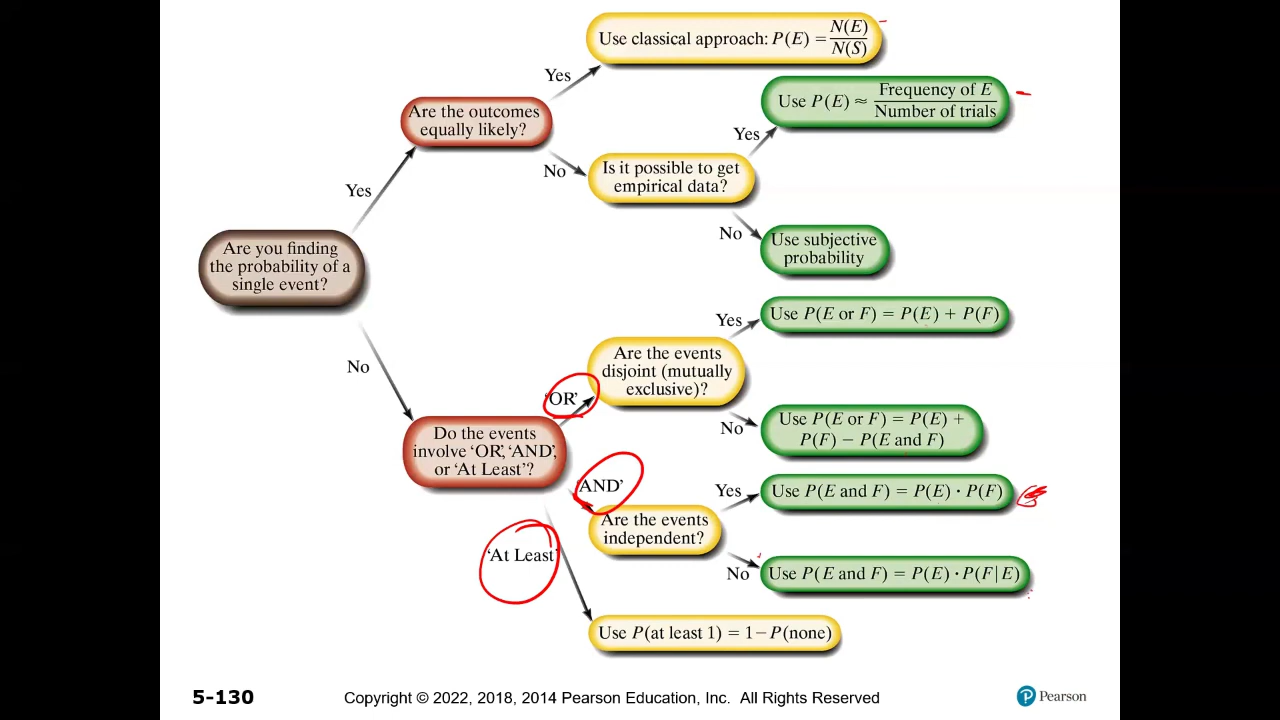 Use classical approach: P(E) = N(E)/N(S)
Yes
Use P(E) ≈ Frequency of E/Number of trials
Are the outcomes
equally likely?
Yes
No
Is it possible to get
empirical data?
Yes
No
Use subjective
probability
Are you finding
the probability of a
single event?
Yes
Use P(E or F) = P(E) + P(F)
Are the events
disjoint (mutually
exclusive)?
No
'OR'
No
Use P(E or F) = P(E) +
P(F) − P(E and F)
Do the events
involve 'OR', 'AND',
or 'At Least'?
'AND'
Yes
Use P(E and F) = P(E) · P(F)
Are the events
independent?
'At Least'
No
Use P(E and F) = P(E) · P(F|E)
Use P(at least 1) = 1 − P(none)
5-130
Copyright © 2022, 2018, 2014 Pearson Education, Inc. All Rights Reserved
P Pearson